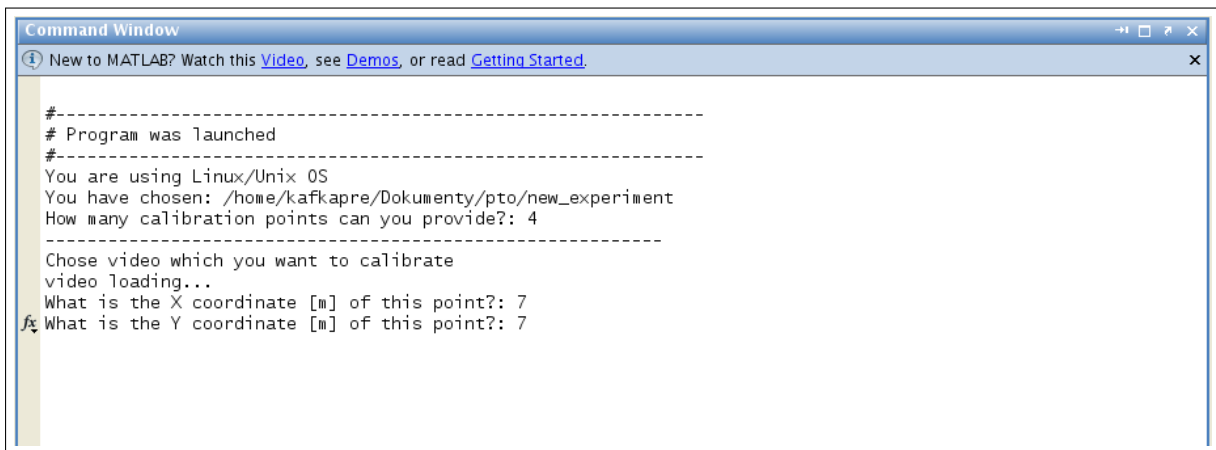 Command Window
New to MATLAB? Watch this Video, see Demos, or read Getting Started.
#--------------------------------------------------------------
# Program was launched
#--------------------------------------------------------------
You are using Linux/Unix OS
You have chosen: /home/kafkapre/Dokumenty/pto/new_experiment
How many calibration points can you provide?: 4
-----------------------------------------------------------
Chose video which you want to calibrate
video loading...
What is the X coordinate [m] of this point?: 7
fx What is the Y coordinate [m] of this point?: 7